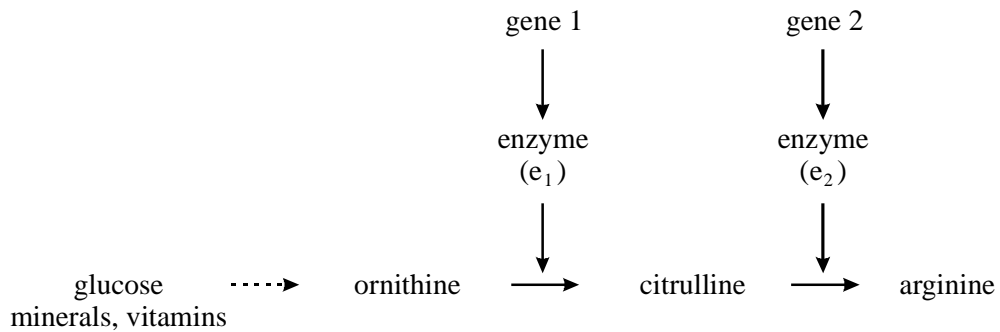 gene 1 gene 2
enzyme enzyme
(e₁) (e₂)
glucose ornithine citrulline arginine
minerals, vitamins